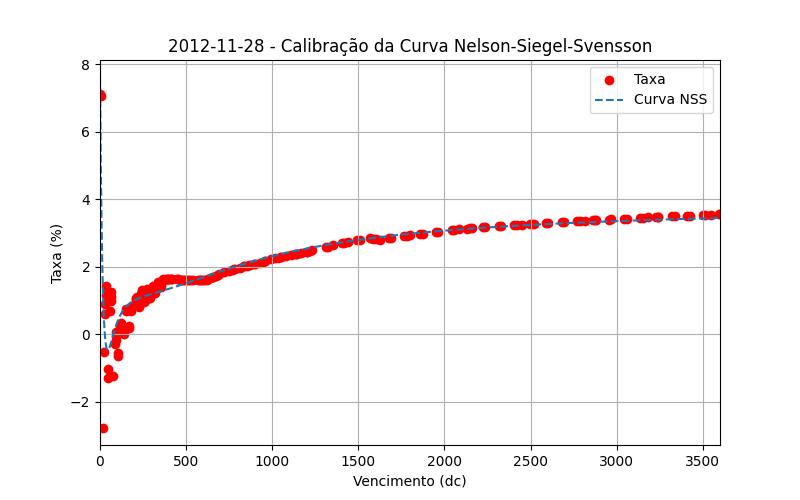 2012-11-28 - Calibração da Curva Nelson-Siegel-Svensson
Taxa
Curva NSS
8
6
4
2
0
−2
Taxa (%)
0 500 1000 1500 2000 2500 3000 3500
Vencimento (dc)